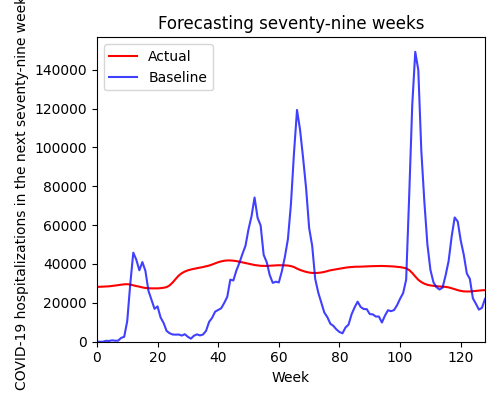 Forecasting seventy-nine weeks
Actual
Baseline
COVID-19 hospitalizations in the next seventy-nine week
140000
120000
100000
80000
60000
40000
20000
0
0 20 40 60 80 100 120
Week